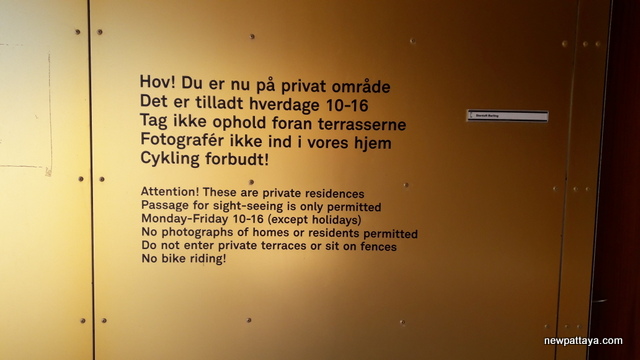 Hov! Du er nu på privat område
Det er tilladt hverdage 10-16
Tag ikke ophold foran terrasserne
Fotografér ikke ind i vores hjem
Cykling forbudt!
Attention! These are private residences
Passage for sight-seeing is only permitted
Monday-Friday 10-16 (except holidays)
No photographs of homes or residents permitted
Do not enter private terraces or sit on fences
No bike riding!
newpattaya.com